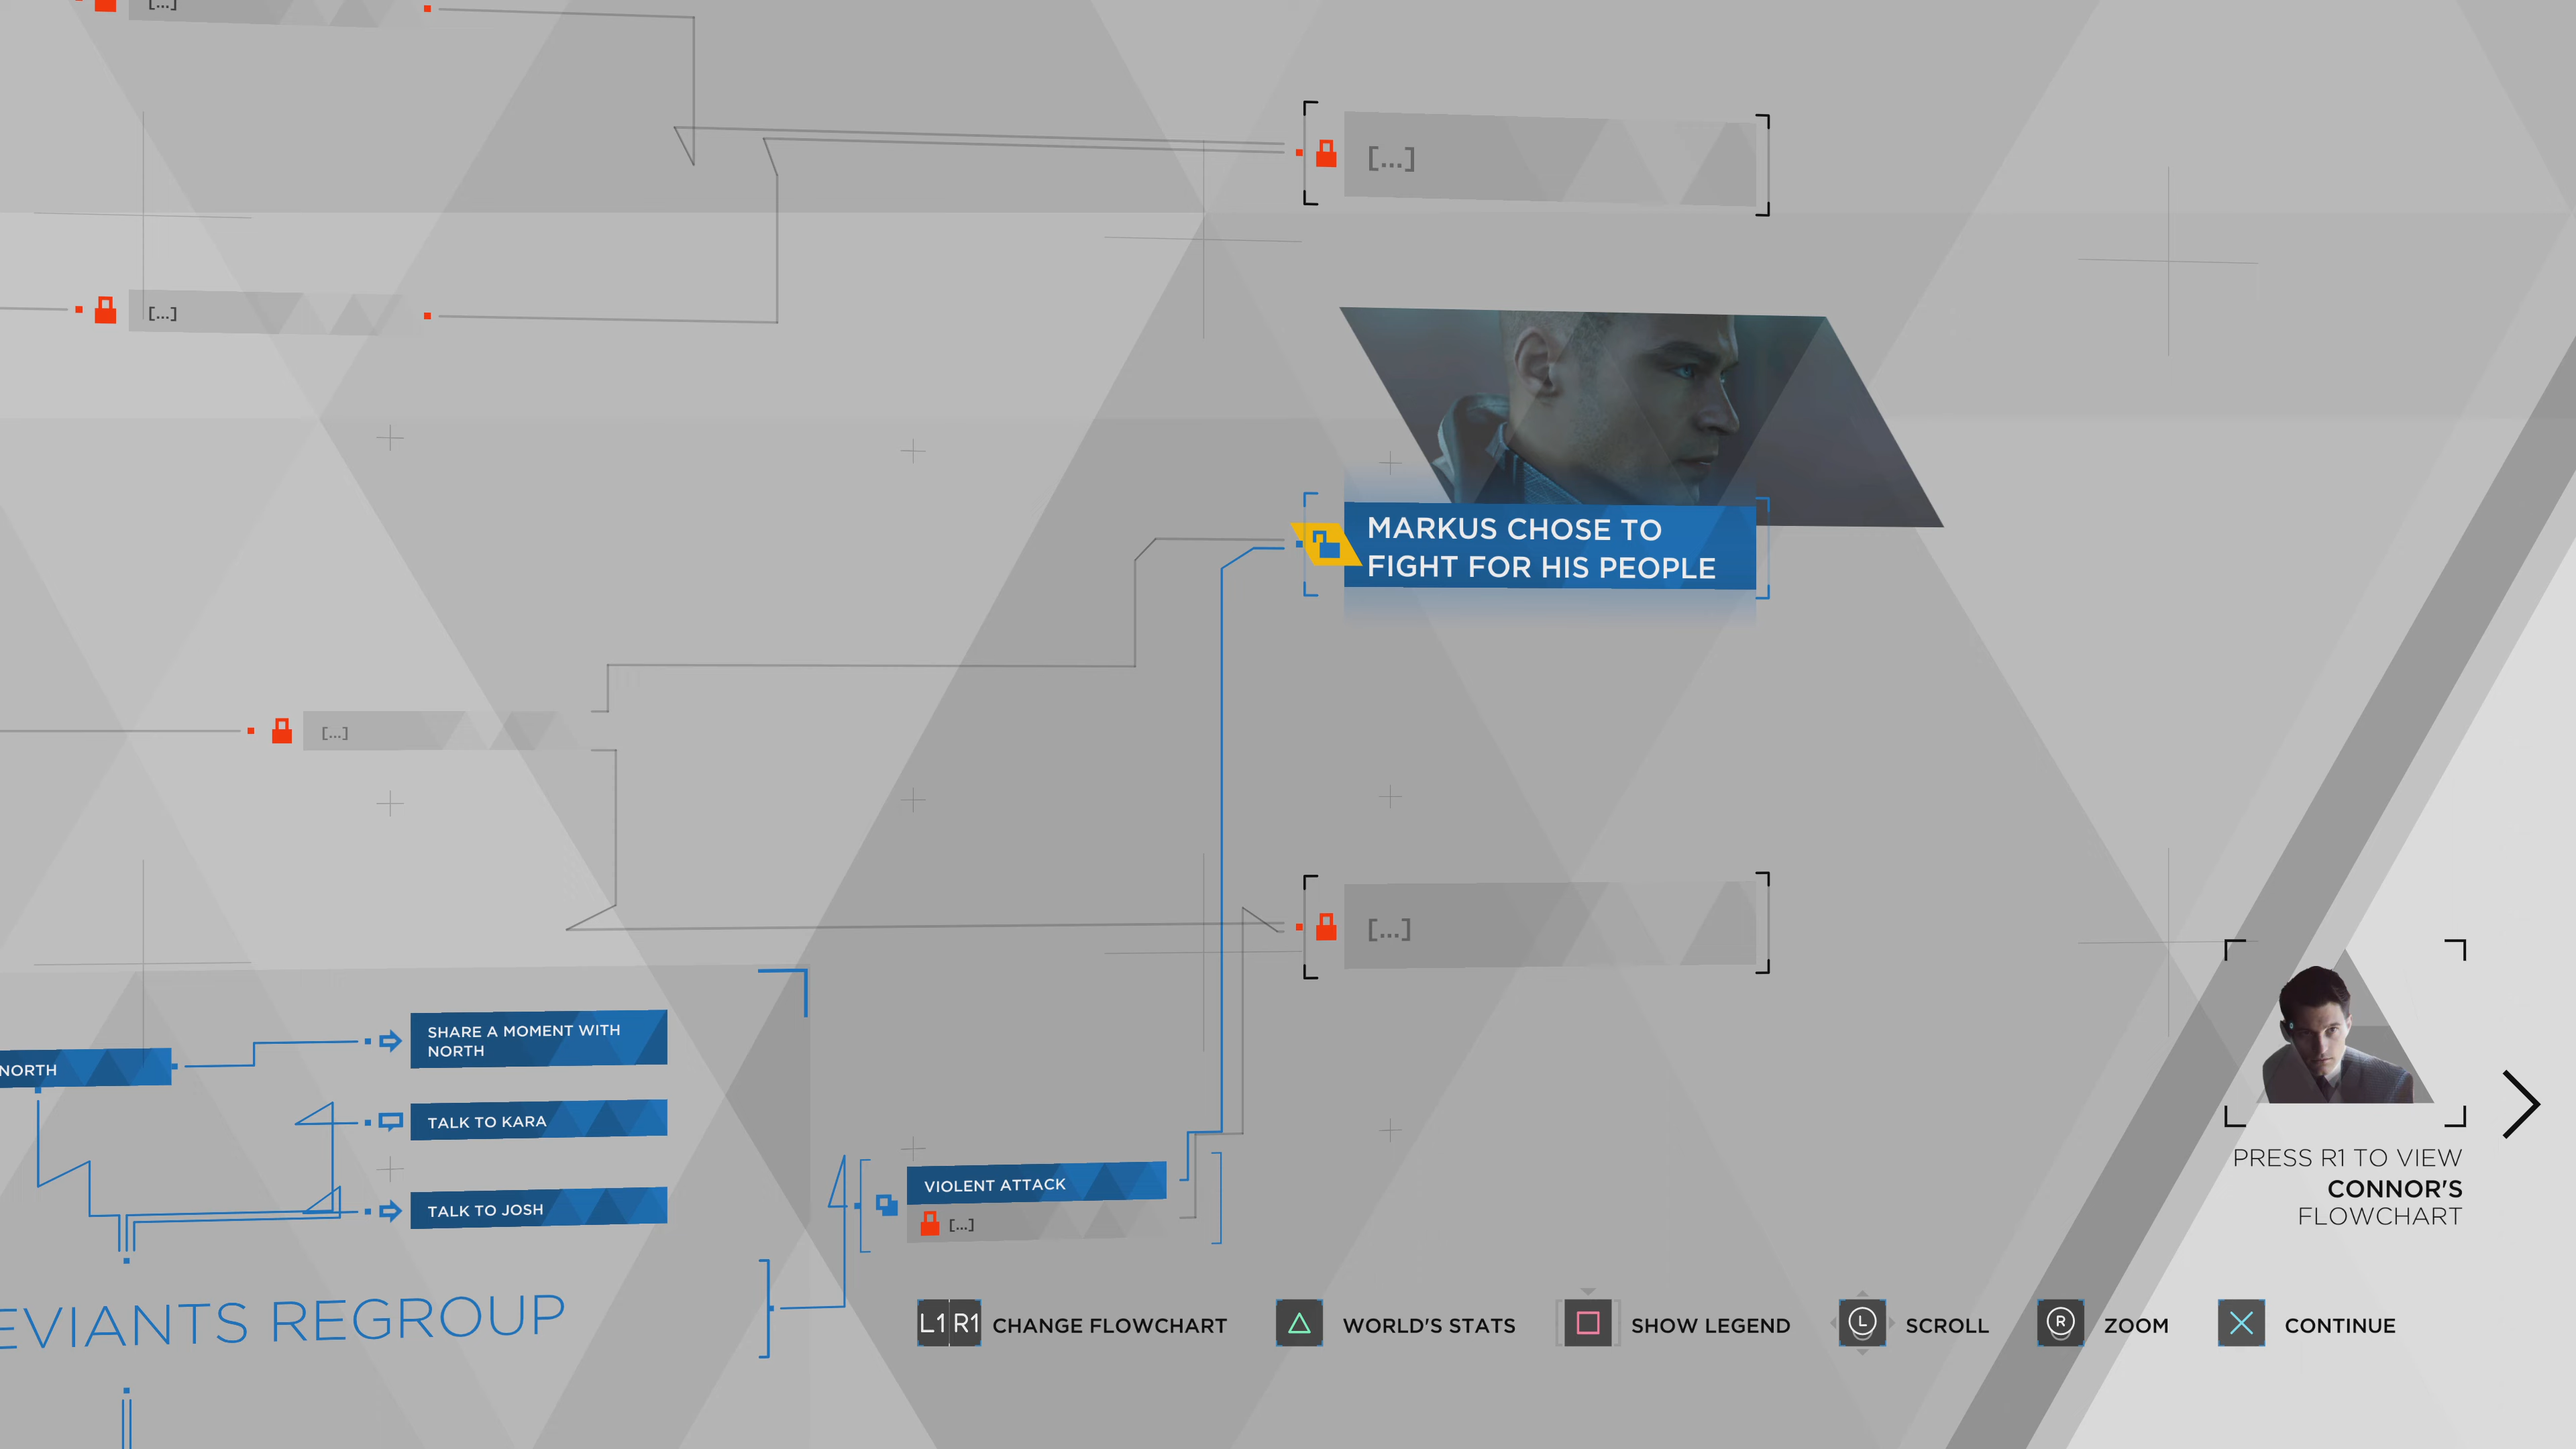 [...]
[...]
[...]
MARKUS CHOSE TO
FIGHT FOR HIS PEOPLE
[...]
[...]
SHARE A MOMENT WITH
NORTH
NORTH
TALK TO KARA
TALK TO JOSH
VIOLENT ATTACK
[...]
EVIANTS REGROUP
PRESS R1 TO VIEW
CONNOR'S
FLOWCHART
L1 R1 CHANGE FLOWCHART
WORLD'S STATS
SHOW LEGEND
L SCROLL
R ZOOM
CONTINUE